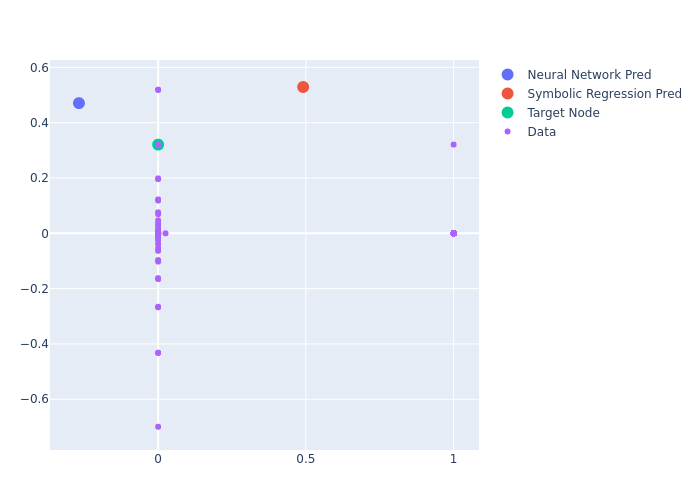 0.6
0.4
0.2
0
−0.2
−0.4
−0.6
0
0.5
1
Neural Network Pred
Symbolic Regression Pred
Target Node
Data